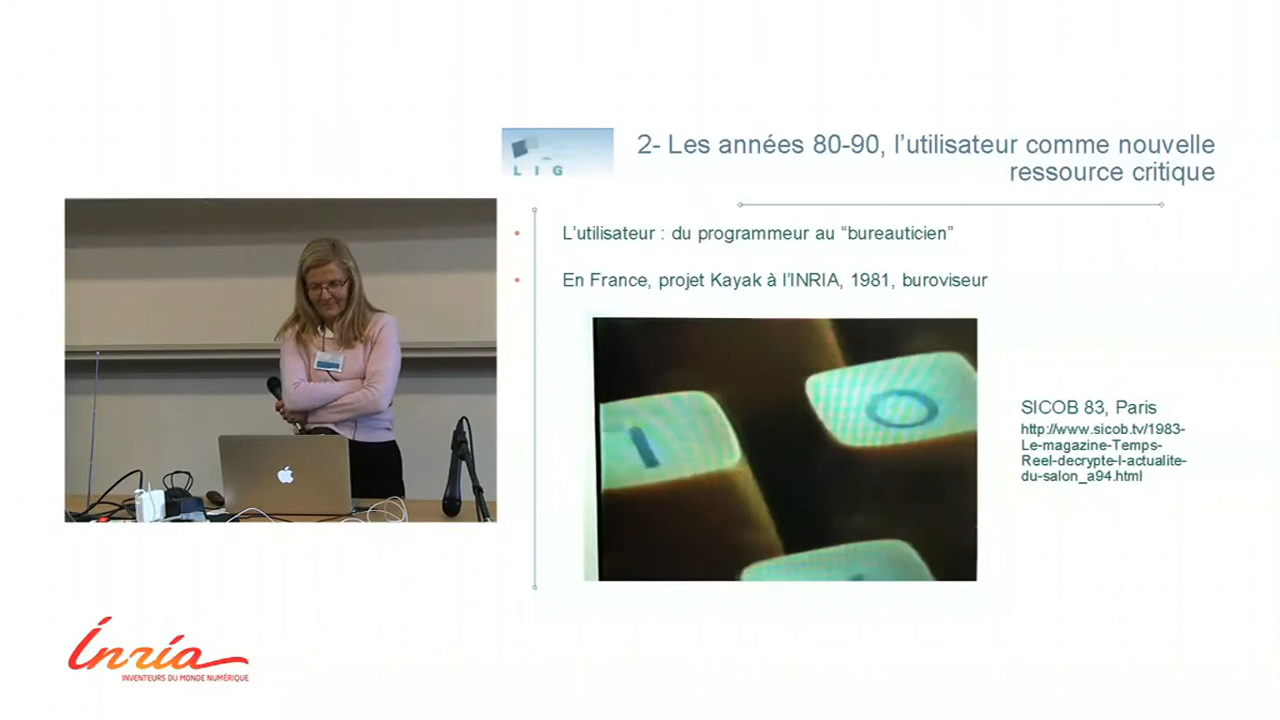 2- Les années 80-90, l’utilisateur comme nouvelle
ressource critique
L I G
• L’utilisateur : du programmeur au “bureauticien”
• En France, projet Kayak à l’INRIA, 1981, buroviseur
I
O
SICOB 83, Paris
http://www.sicob.tv/1983-
Le-magazine-Temps-
Reel-decrypte-l-actualite-
du-salon_a94.html
Inria
INVENTEURS DU MONDE NUMÉRIQUE